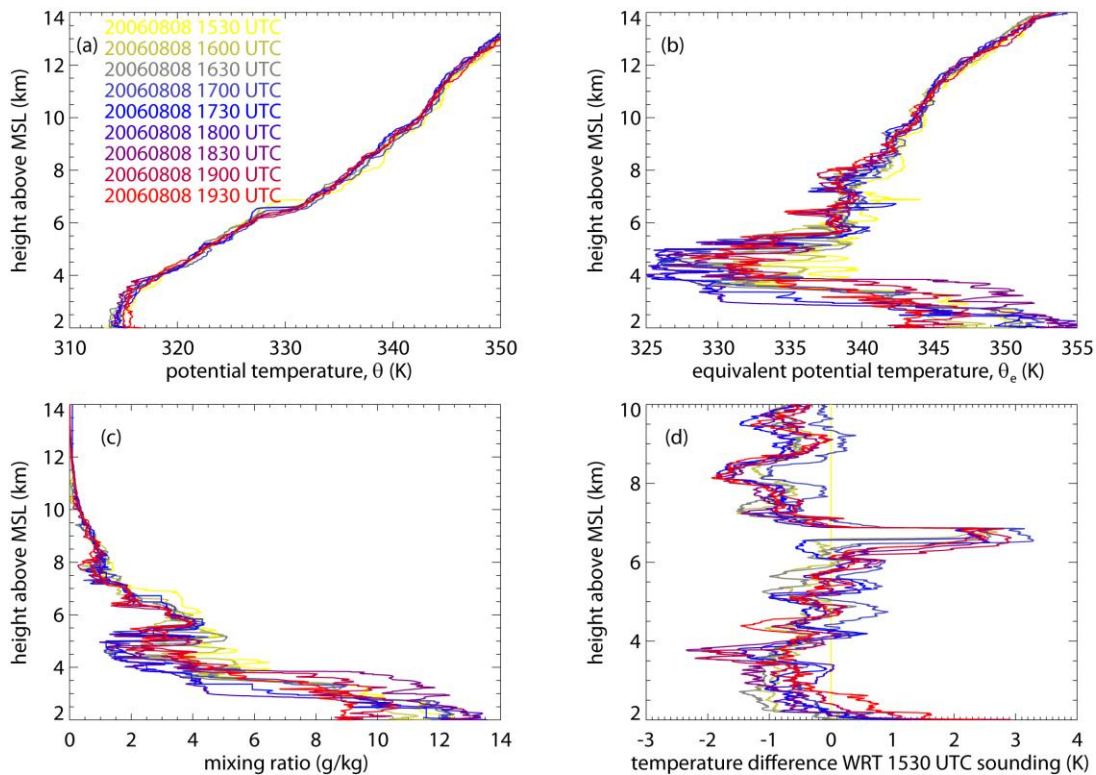 14
12
10
8
6
4
2
height above MSL (km)
(a)
20060808 1530 UTC
20060808 1600 UTC
20060808 1630 UTC
20060808 1700 UTC
20060808 1730 UTC
20060808 1800 UTC
20060808 1830 UTC
20060808 1900 UTC
20060808 1930 UTC
310 320 330 340 350
potential temperature, θ (K)
14
12
10
8
6
4
2
height above MSL (km)
(b)
325 330 335 340 345 350 355
equivalent potential temperature, θe (K)
14
12
10
8
6
4
2
height above MSL (km)
(c)
0 2 4 6 8 10 12 14
mixing ratio (g/kg)
10
8
6
4
2
height above MSL (km)
(d)
-3 -2 -1 0 1 2 3 4
temperature difference WRT 1530 UTC sounding (K)